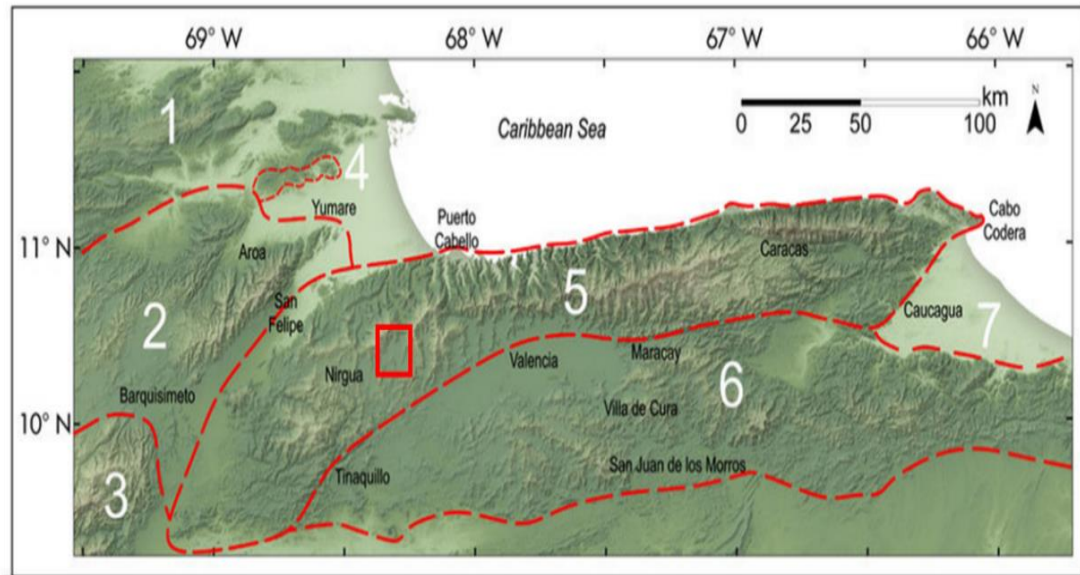 69° W
68° W
67° W
66° W
km
0 25 50 100
N
Caribbean Sea
1
4
Yumare
Puerto
Cabello
Cabo
Codera
11° N
Aroa
Caracas
5
San
Felipe
2
Caucagua
7
Nirgua
Valencia
Maracay
6
Barquisimeto
Villa de Cura
10° N
3
Tinaquillo
San Juan de los Morros